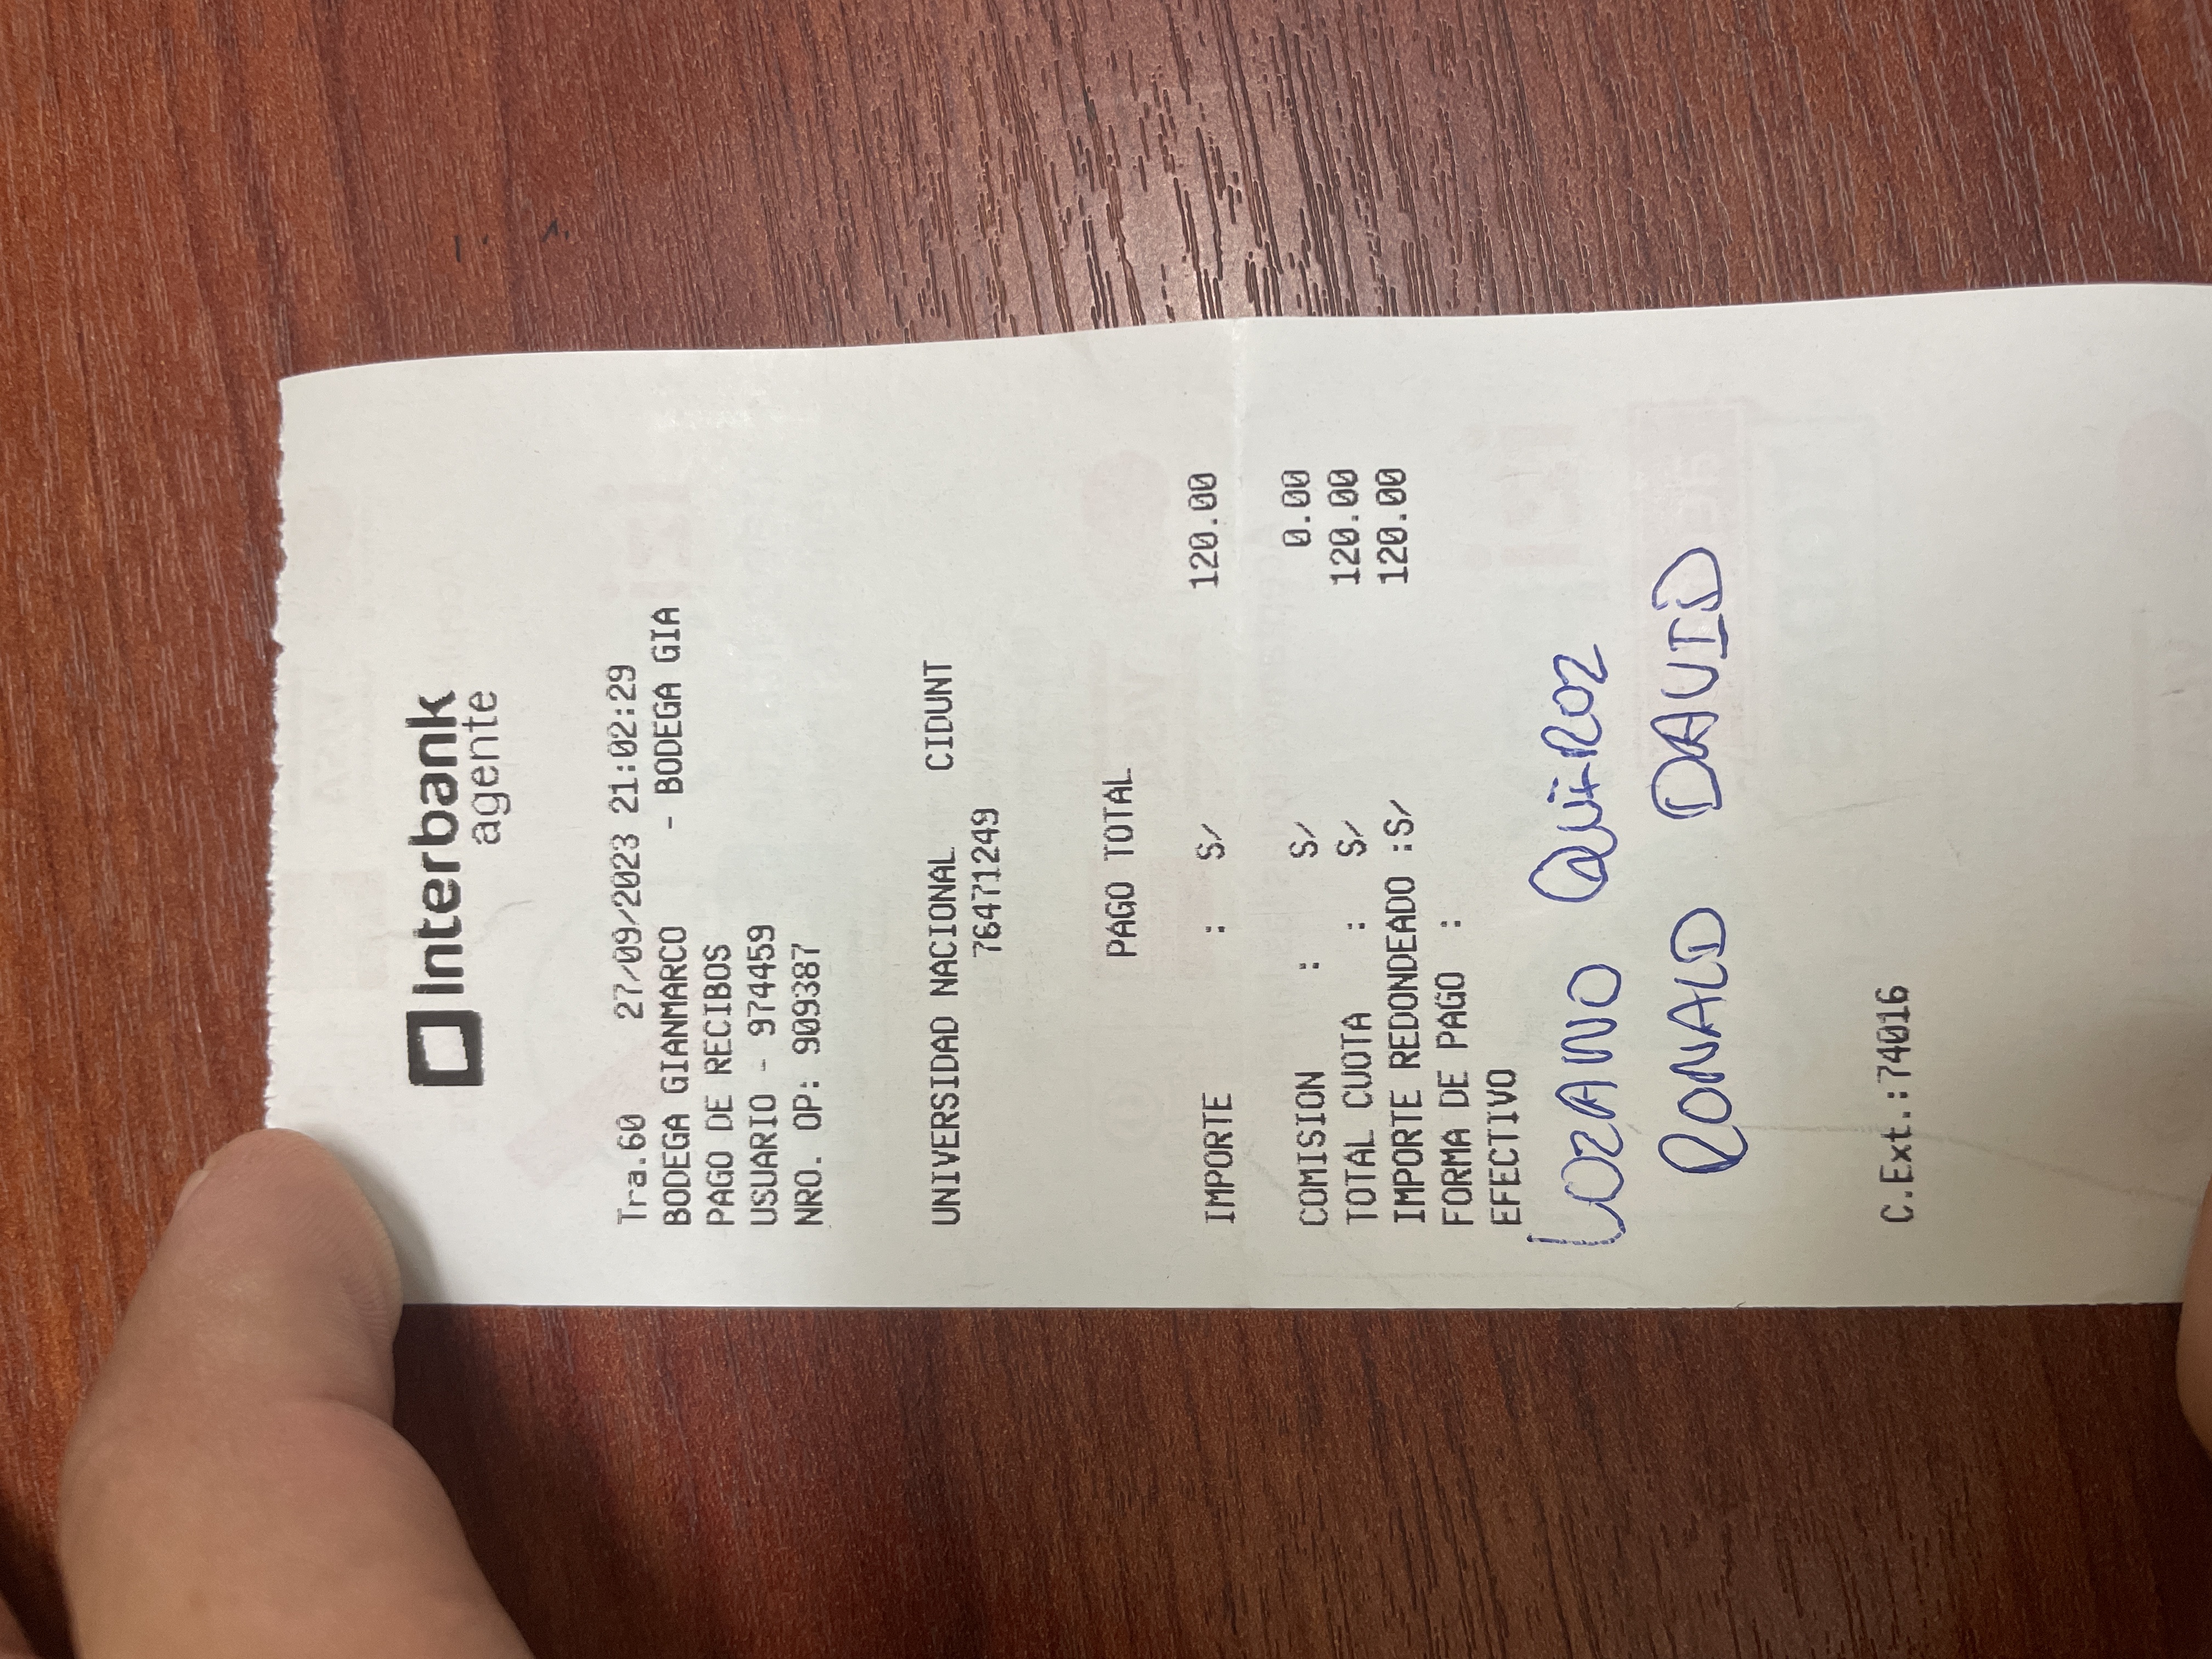 Interbank
agente
Tra.60 27/09/2023 21:02:29
BODEGA GIANMARCO - BODEGA GIA
PAGO DE RECIBOS
USUARIO - 974459
NRO. OP: 909387
UNIVERSIDAD NACIONAL CIDUNT
76471249
PAGO TOTAL
IMPORTE : S/ 120.00
COMISION : S/ 0.00
TOTAL CUOTA : S/ 120.00
IMPORTE REDONDEADO :S/ 120.00
FORMA DE PAGO :
EFECTIVO
LOZANO QUIROZ
RONALD DAVID
C.Ext.:74016